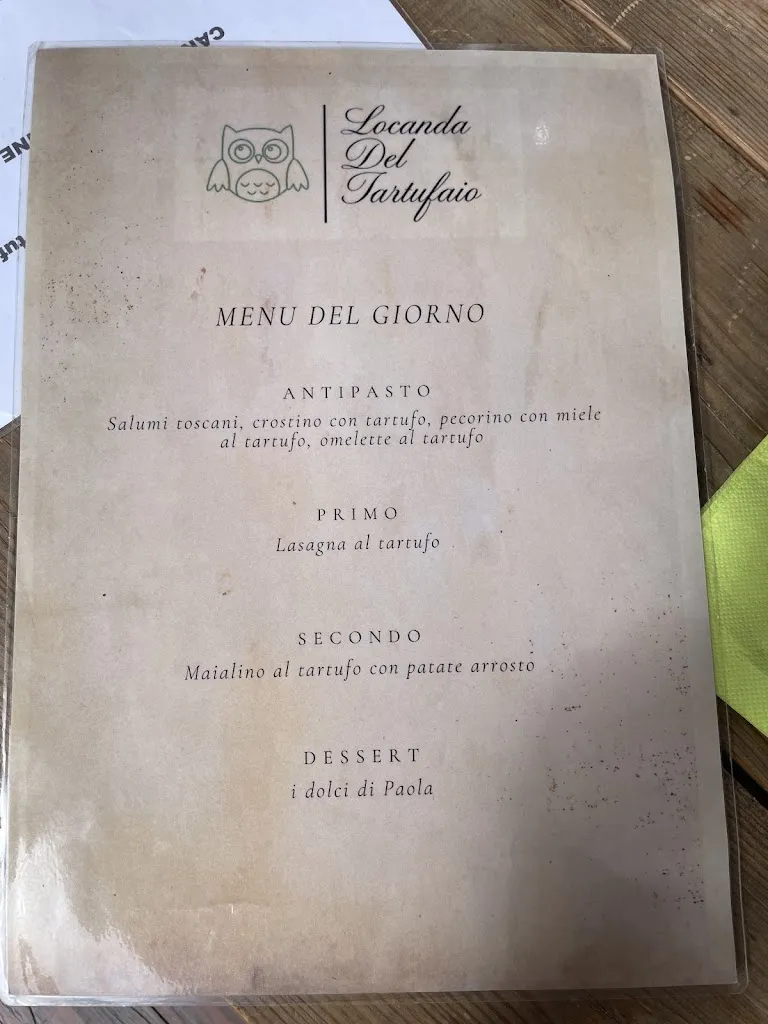 Locanda
Del
Tartufaio
MENU DEL GIORNO
ANTIPASTO
Salumi toscani, crostino con tartufo, pecorino con miele
al tartufo, omelette al tartufo
PRIMO
Lasagna al tartufo
SECONDO
Maialino al tartufo con patate arrosto
DESSERT
i dolci di Paola